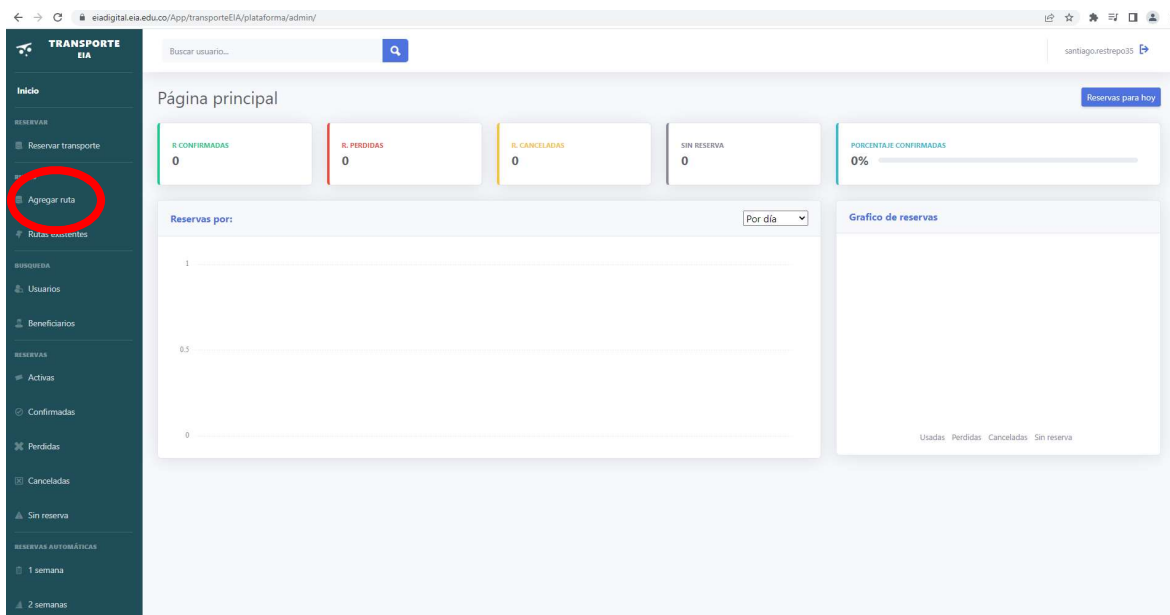 eiadigital.eia.edu.co/App/transporteEIA/plataforma/admin/
TRANSPORTE
EIA
Buscar usuario...
santiago.restrepo35
Inicio
Página principal
Reservas para hoy
RESERVAR
Reservar transporte
R CONFIRMADAS
0
R. PERDIDAS
0
R. CANCELADAS
0
SIN RESERVA
0
PORCENTAJE CONFIRMADAS
0%
Agregar ruta
Rutas existentes
Reservas por:
Por día
Grafico de reservas
1
0.5
0
Usadas Perdidas Canceladas Sin reserva
BUSQUEDA
Usuarios
Beneficiarios
RESERVAS
Activas
Confirmadas
Perdidas
Canceladas
Sin reserva
RESERVAS AUTOMÁTICAS
1 semana
2 semanas